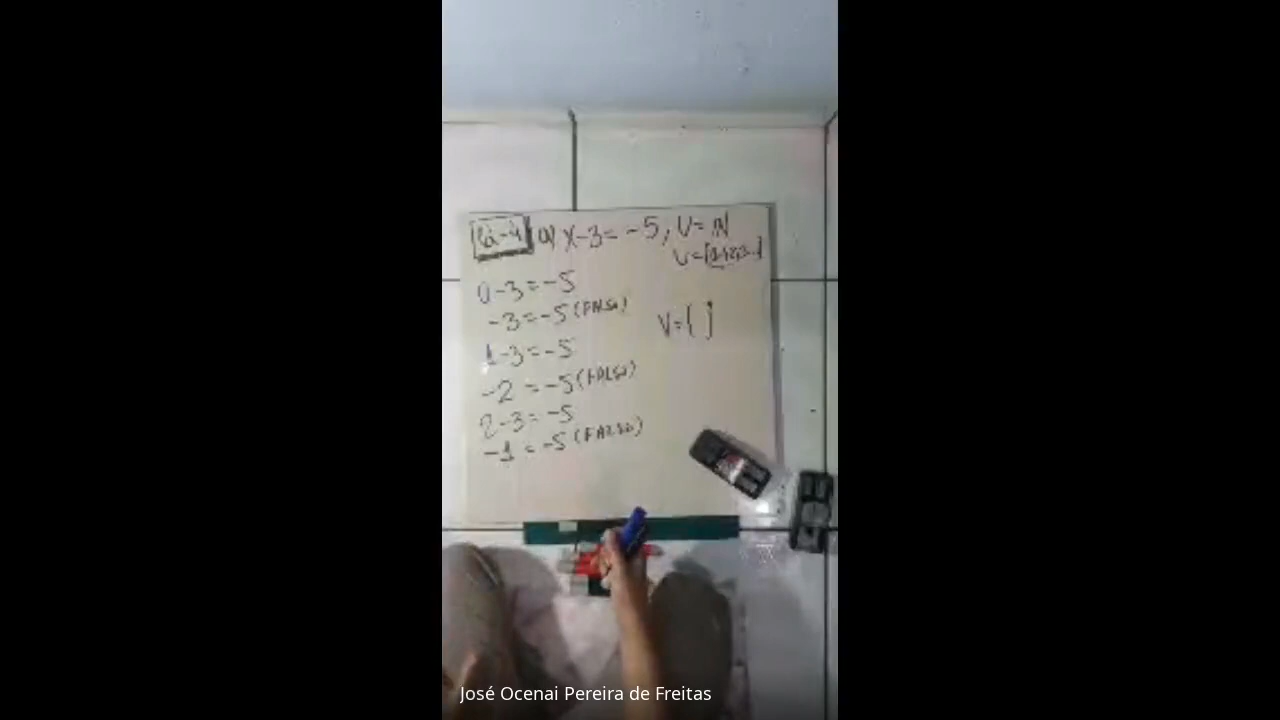 a) x-3=-5, U=ℕ
0-3=-5
-3=-5 (FALSO)
V={ }
1-3=-5
-2=-5 (FALSO)
2-3=-5
-1=-5 (FALSO)
José Ocenai Pereira de Freitas